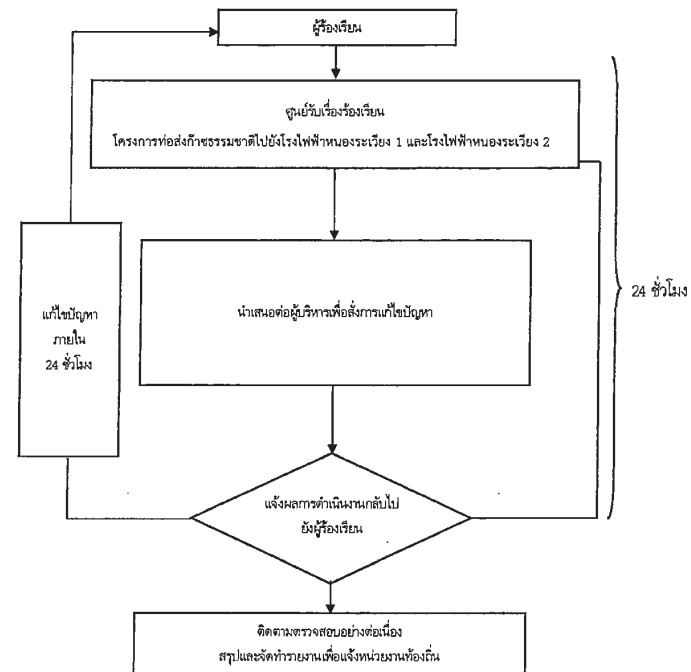 ผู้ร้องเรียน
ศูนย์รับเรื่องร้องเรียน
โครงการท่อส่งก๊าซธรรมชาติไปยังโรงไฟฟ้าหนองระเวียง 1 และโรงไฟฟ้าหนองระเวียง 2
24 ชั่วโมง
แก้ไขปัญหา
ภายใน
24 ชั่วโมง
นำเสนอต่อผู้บริหารเพื่อสั่งการแก้ไขปัญหา
แจ้งผลการดำเนินงานกลับไป
ยังผู้ร้องเรียน
ติดตามตรวจสอบอย่างต่อเนื่อง
สรุปและจัดทำรายงานเพื่อแจ้งหน่วยงานท้องถิ่น